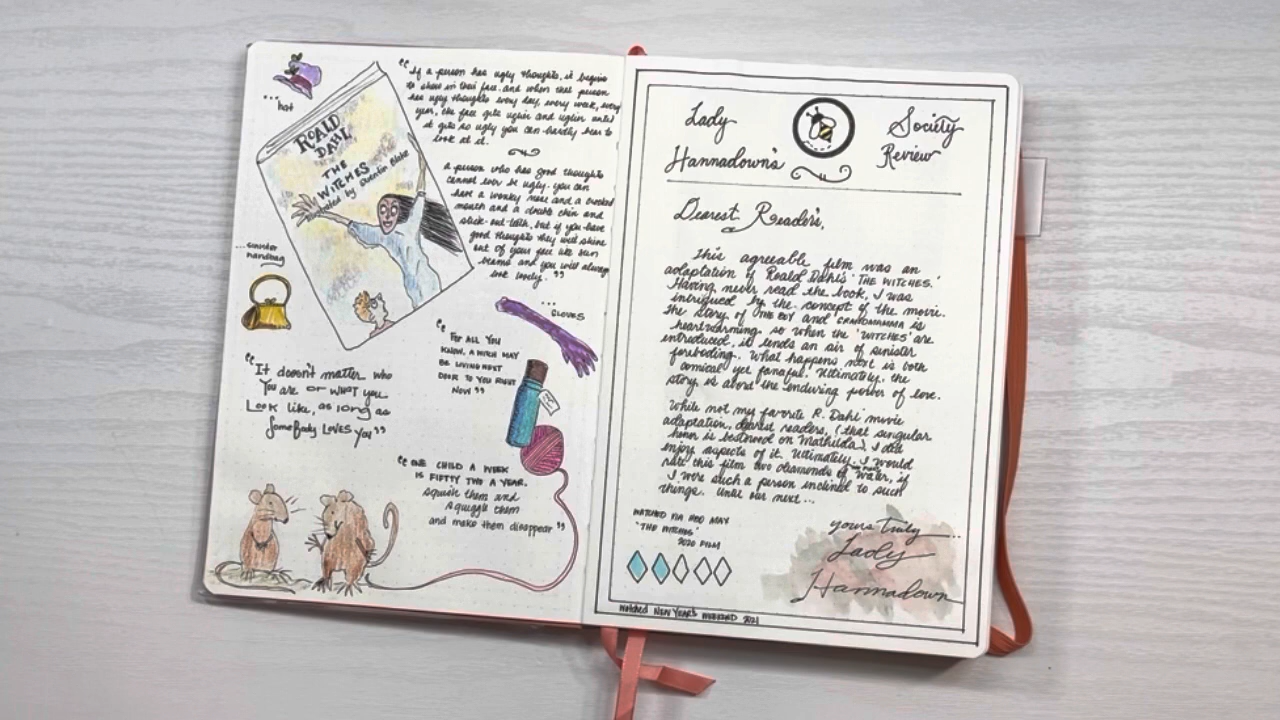 ...hat
ROALD
DAHL
THE
WITCHES
by Quentin Blake
"If a person has ugly thoughts, it begins
to show in their face. and when that person
has ugly thoughts every day, every week, every
year, the face gets uglier and uglier until
it gets so ugly you can hardly bear to
look at it.
A person who has good thoughts
cannot ever be ugly. you can
have a wonky nose and a crooked
mouth and a double chin and
stick-out-teeth, but if you have
good thoughts they will shine
out of your face like sun
beams and you will always
look lovely."
...sinister
handbag
...
GLOVES
"FOR ALL YOU
KNOW, A WITCH MAY
BE LIVING NEXT
DOOR TO YOU RIGHT
NOW"
"It doesn't matter who
You are or WHAT you
Look like, as long as
Somebody LOVES you"
"ONE CHILD A WEEK
IS FIFTY TWO A YEAR.
squish them and
squiggle them
and make them disappear"
Lady
Hannadown's
Society
Review
Dearest Readers,
This agreeable film was an
adaptation of Roald Dahl's 'THE WITCHES.'
Having never read the book, I was
intrigued by the concept of the movie.
The story of THE BOY and GRANDMAMMA is
heartwarming. so when the 'WITCHES' are
introduced, it lends an air of sinister
foreboding. What happens next is both
comical yet fanciful. Ultimately, the
story is about the enduring power of love.
While not my favorite R. Dahl movie
adaptation, dearest readers, (that singular
honor is bestowed on Mathilda), I did
enjoy aspects of it. Ultimately, I would
rate this film two diamonds of water, if
I were such a person inclined to such
things. Until our next...
WATCHED VIA HBO MAX
"THE WITCHES"
2020 FILM
yours truly...
Lady
Hannadown
watched NEW YEAR'S WEEKEND 2021